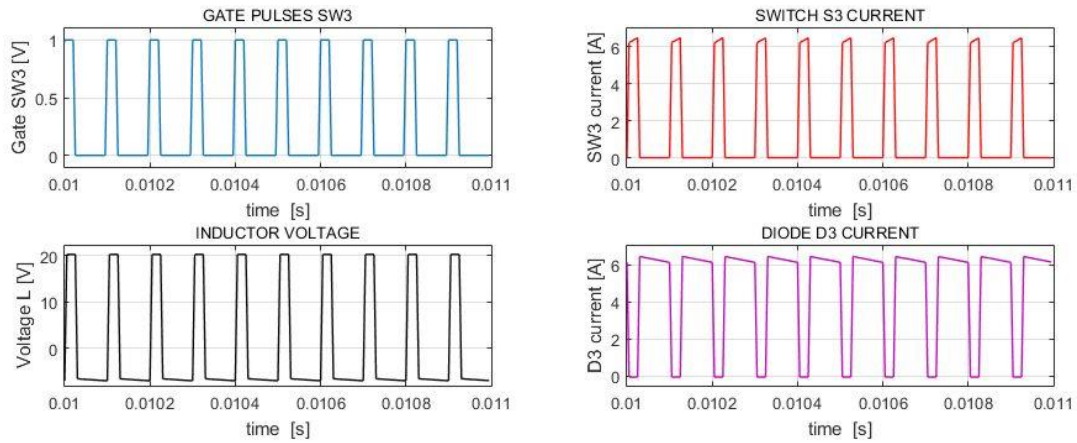 GATE PULSES SW3
Gate SW3 [V]
1
0.5
0
0.01 0.0102 0.0104 0.0106 0.0108 0.011
time [s]
SWITCH S3 CURRENT
SW3 current [A]
6
4
2
0
0.01 0.0102 0.0104 0.0106 0.0108 0.011
time [s]
INDUCTOR VOLTAGE
Voltage L [V]
20
10
0
0.01 0.0102 0.0104 0.0106 0.0108 0.011
time [s]
DIODE D3 CURRENT
D3 current [A]
6
4
2
0
0.01 0.0102 0.0104 0.0106 0.0108 0.011
time [s]